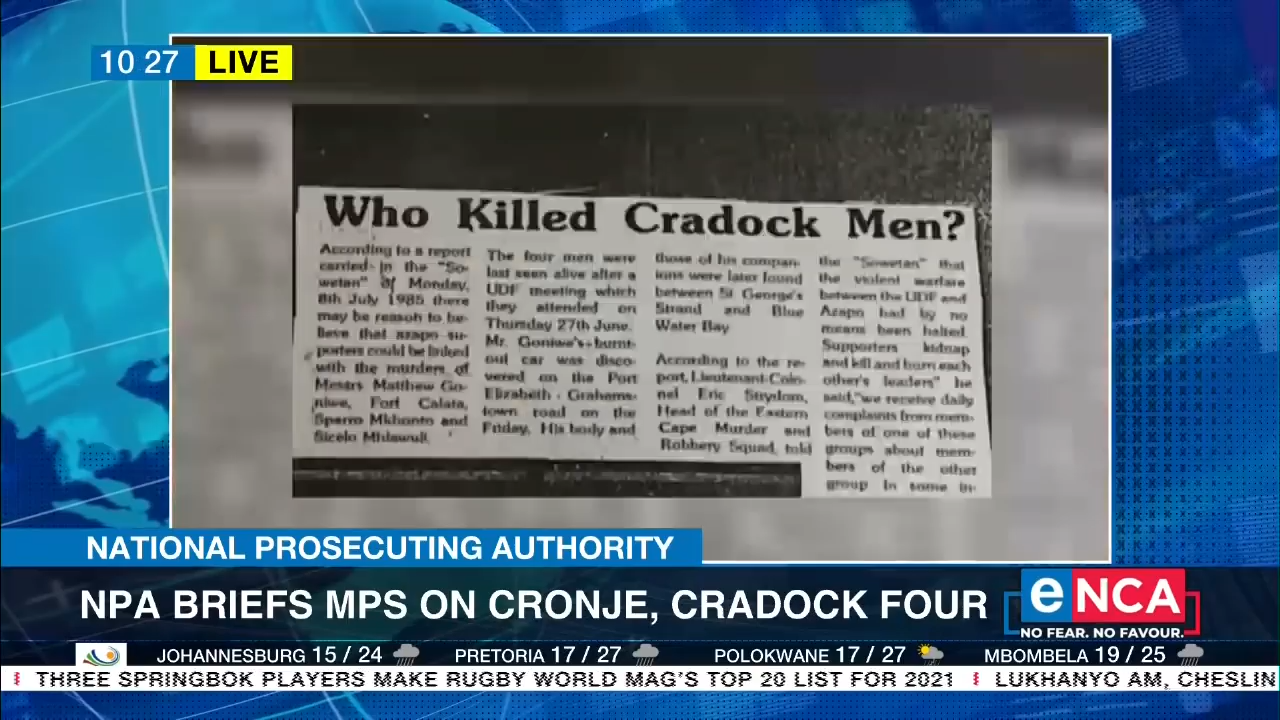 10 27 LIVE
Who Killed Cradock Men?
According to a report
carried in the "So-
wetan" of Monday,
8th July 1985 there
may be reason to be-
lieve that azapo su-
porters could be linked
with the murders of
Messrs Matthew Go-
niwe, Fort Calata,
Sparro Mkhonto and
Sicelo Mhlawuli.
The four men were
last seen alive after a
UDF meeting which
they attended on
Thursday 27th June.
Mr. Goniwe's burnt-
out car was disco-
vered on the Port
Elizabeth - Grahams-
town road on the
Friday. His body and
those of his compan-
ions were later found
between St George's
Strand and Blue
Water Bay
According to the re-
port, Lieutenant-Colo-
nel Eric Strydom,
Head of the Eastern
Cape Murder and
Robbery Squad, told
the "Sowetan" that
the violent warfare
between the UDF and
Azapo had by no
means been halted.
Supporters kidnap
and kill and burn each
other's leaders" he
said, "we receive daily
complaints from mem-
bers of one of these
groups about mem-
bers of the other
group In some in-
NATIONAL PROSECUTING AUTHORITY
NPA BRIEFS MPS ON CRONJE, CRADOCK FOUR
eNCA
NO FEAR. NO FAVOUR.
JOHANNESBURG 15 / 24 PRETORIA 17 / 27 POLOKWANE 17 / 27 MBOMBELA 19 / 25
THREE SPRINGBOK PLAYERS MAKE RUGBY WORLD MAG'S TOP 20 LIST FOR 2021 LUKHANYO AM, CHESLIN